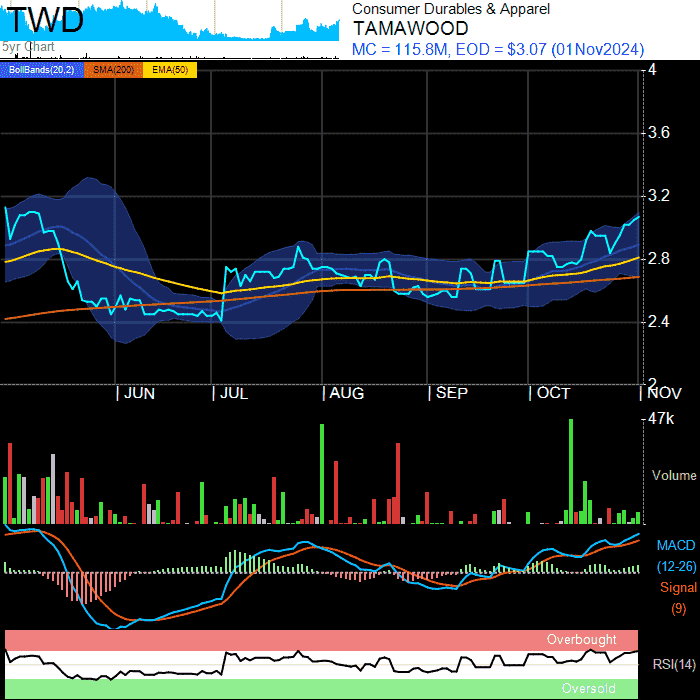 TWD
5yr Chart
Consumer Durables & Apparel
TAMAWOOD
MC = 115.8M, EOD = $3.07 (01Nov2024)
BollBands(20,2) SMA(200) EMA(50)
4
3.6
3.2
2.8
2.4
2
JUN JUL AUG SEP OCT NOV
47k
Volume
MACD
(12-26)
Signal
(9)
Overbought
RSI(14)
Oversold